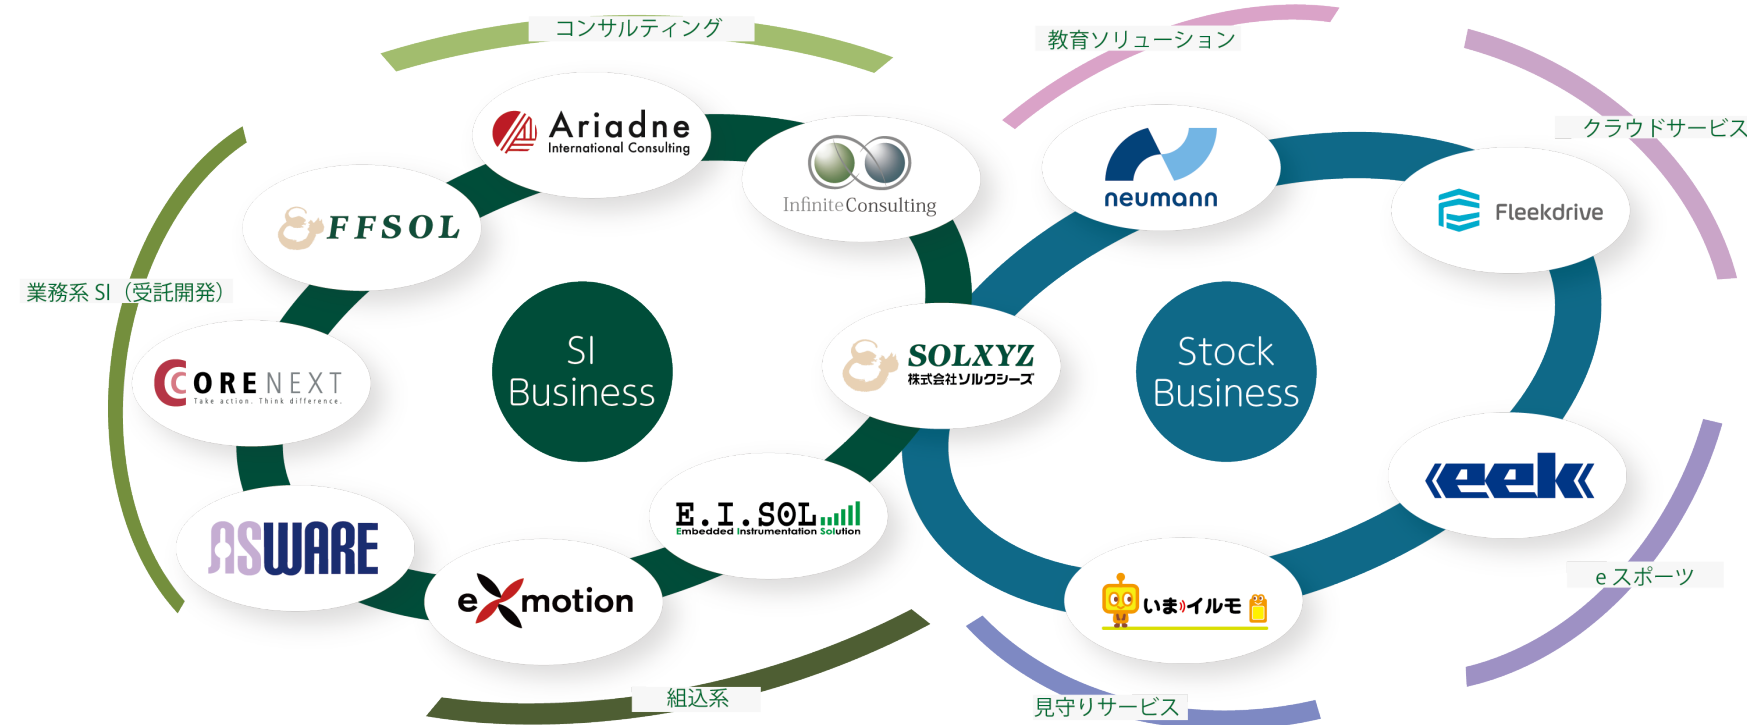 コンサルティング
教育ソリューション
クラウドサービス
Ariadne
International Consulting
Infinite Consulting
neumann
Fleekdrive
FFSOL
業務系 SI（受託開発）
CORENEXT
Take action. Think difference.
SI
Business
SOLXYZ
株式会社ソルクシーズ
Stock
Business
eek
E.I.SOL
Embedded Instrumentation Solution
ASWARE
eXmotion
いまイルモ
e スポーツ
組込系
見守りサービス